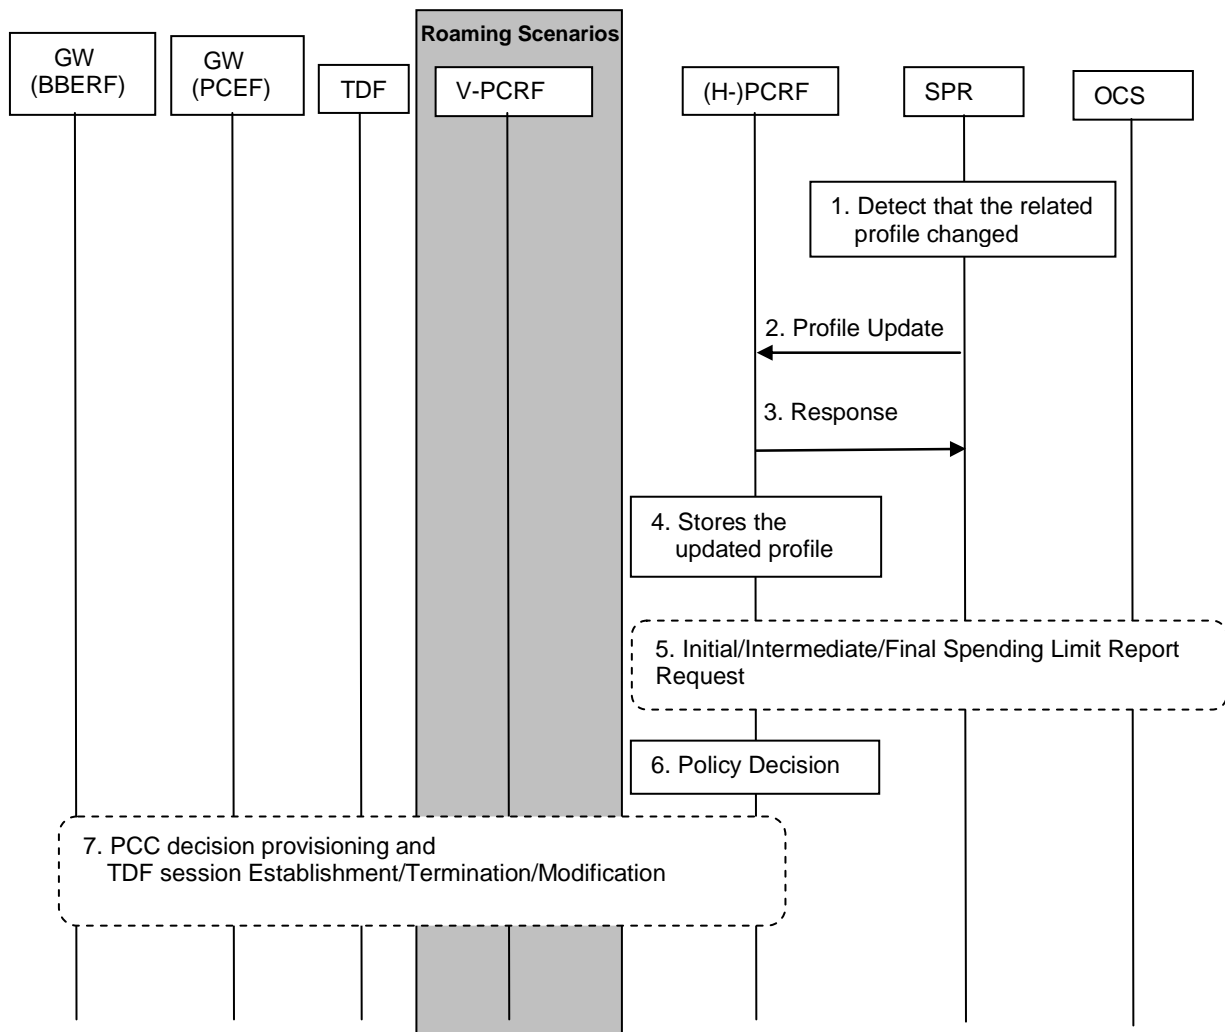 Roaming Scenarios
GW
(BBERF)
GW
(PCEF)
TDF
V-PCRF
(H-)PCRF
SPR
OCS
1. Detect that the related
profile changed
2. Profile Update
3. Response
4. Stores the
updated profile
5. Initial/Intermediate/Final Spending Limit Report
Request
6. Policy Decision
7. PCC decision provisioning and
TDF session Establishment/Termination/Modification